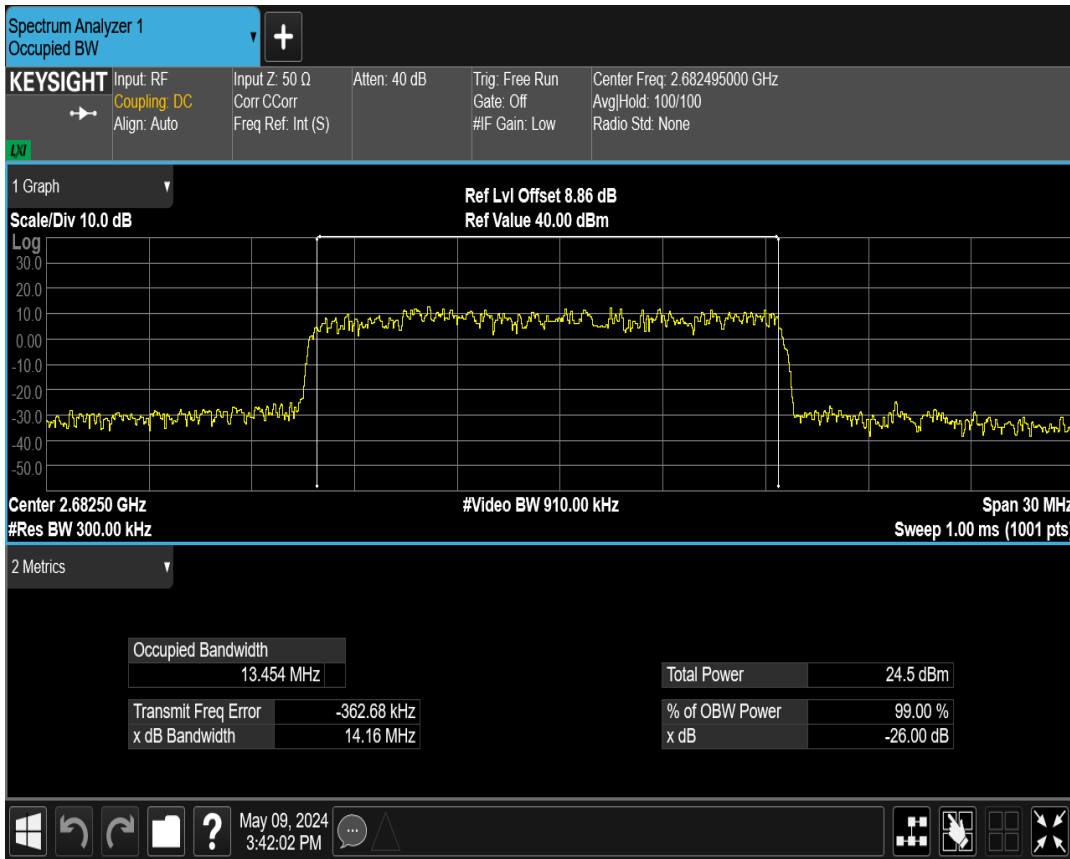 Spectrum Analyzer 1
Occupied BW
KEYSIGHT
LXI
Input: RF
Coupling: DC
Align: Auto
Input Z: 50 Ω
Corr CCorr
Freq Ref: Int (S)
Atten: 40 dB
Trig: Free Run
Gate: Off
#IF Gain: Low
Center Freq: 2.682495000 GHz
Avg|Hold: 100/100
Radio Std: None
1 Graph
Scale/Div 10.0 dB
Ref Lvl Offset 8.86 dB
Ref Value 40.00 dBm
Log
30.0
20.0
10.0
0.00
-10.0
-20.0
-30.0
-40.0
-50.0
Center 2.68250 GHz
#Res BW 300.00 kHz
#Video BW 910.00 kHz
Span 30 MHz
Sweep 1.00 ms (1001 pts)
2 Metrics
Occupied Bandwidth
13.454 MHz
Transmit Freq Error -362.68 kHz
x dB Bandwidth 14.16 MHz
Total Power 24.5 dBm
% of OBW Power 99.00 %
x dB -26.00 dB
?
May 09, 2024
3:42:02 PM